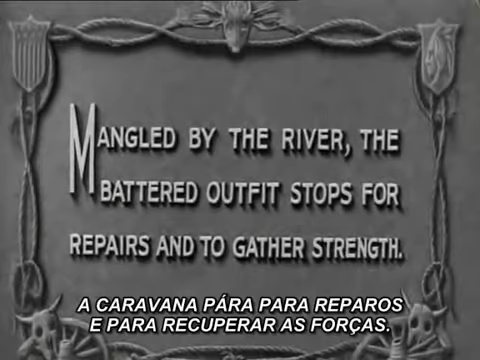 MANGLED BY THE RIVER, THE
BATTERED OUTFIT STOPS FOR
REPAIRS AND TO GATHER STRENGTH.
A CARAVANA PÁRA PARA REPAROS
E PARA RECUPERAR AS FORÇAS.